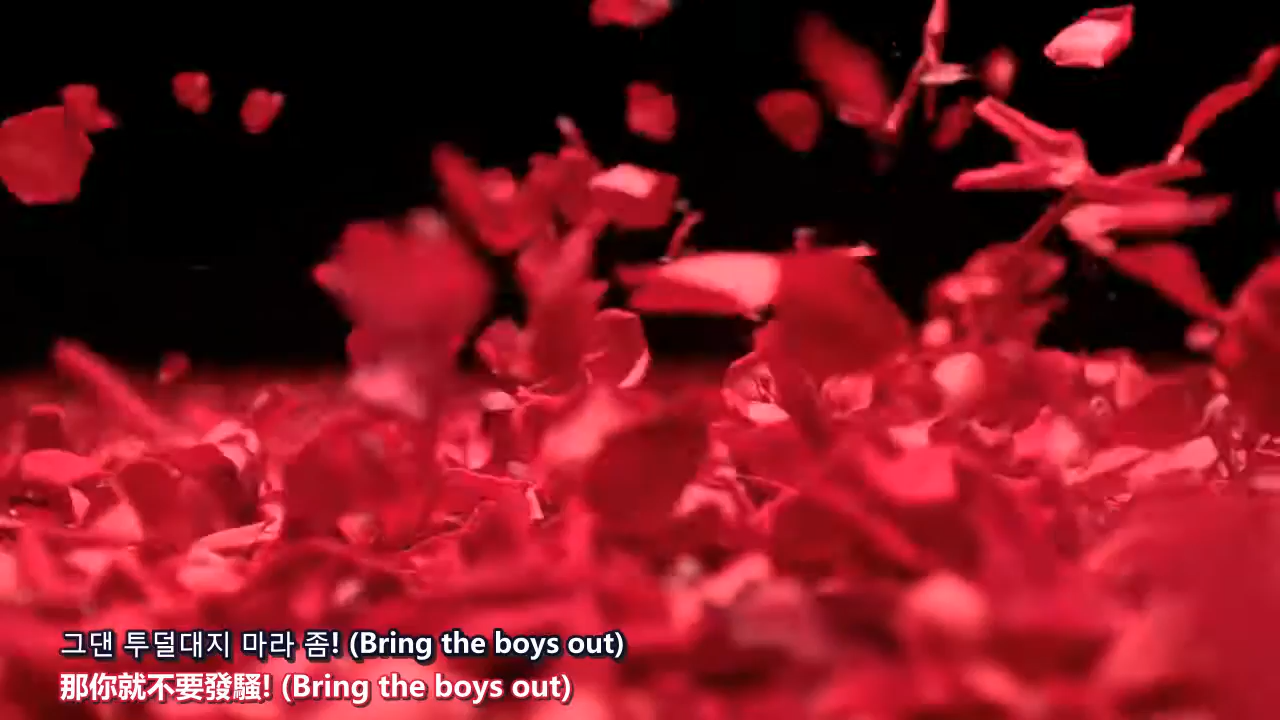 그댄 투덜대지 마라 좀! (Bring the boys out)
那你就不要發騷! (Bring the boys out)